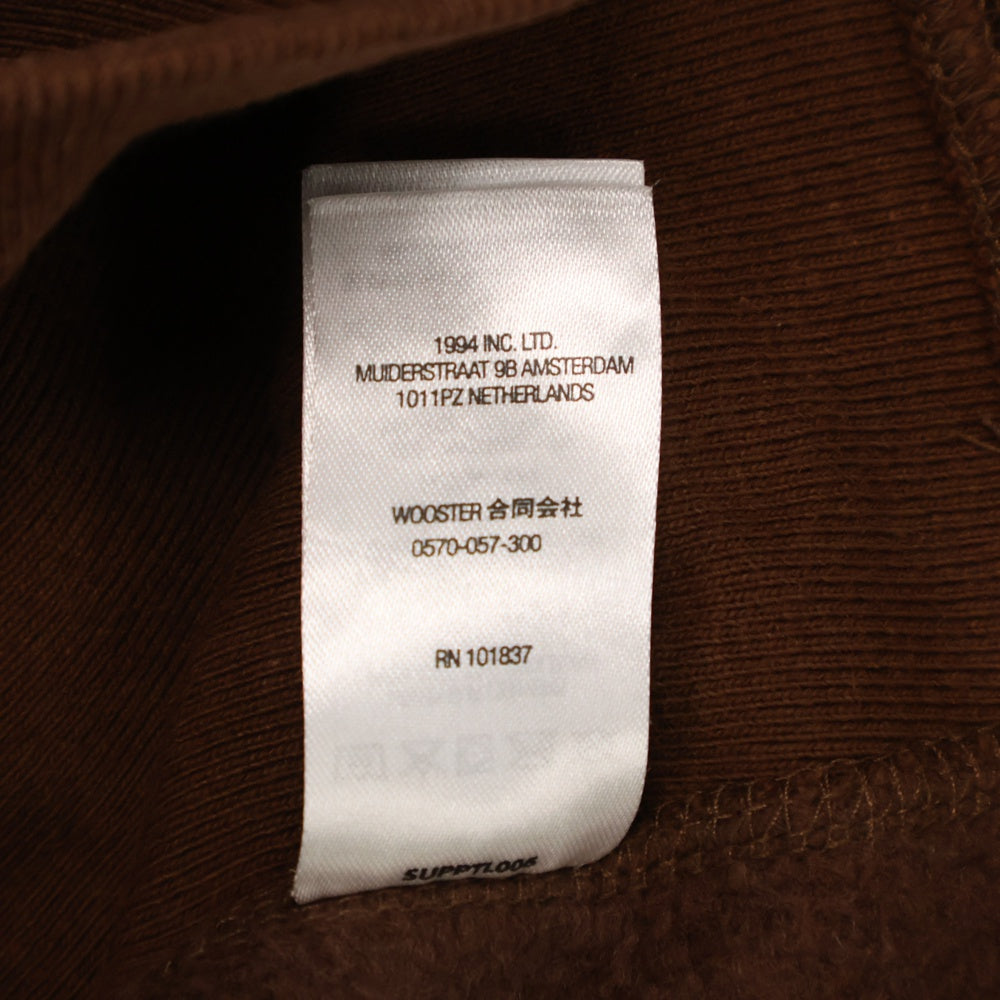 1994 INC. LTD.
MUIDERSTRAAT 9B AMSTERDAM
1011PZ NETHERLANDS
WOOSTER 合同会社
0570-057-300
RN 101837
SUPPTL006